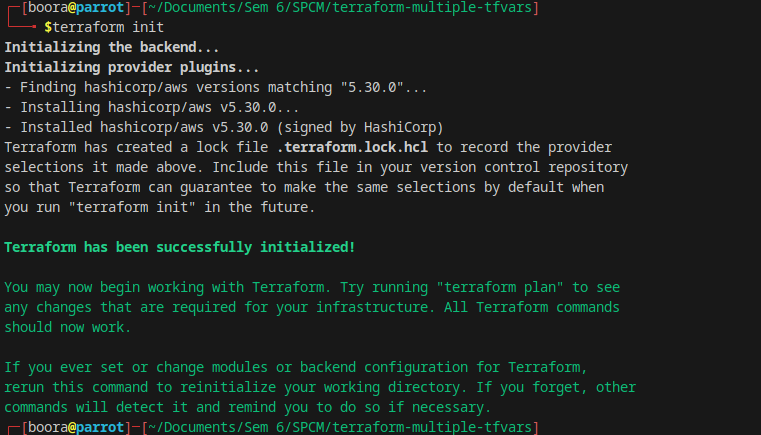 ┌─[boora@parrot]─[~/Documents/Sem 6/SPCM/terraform-multiple-tfvars]
└──╼ $terraform init
Initializing the backend...
Initializing provider plugins...
- Finding hashicorp/aws versions matching "5.30.0"...
- Installing hashicorp/aws v5.30.0...
- Installed hashicorp/aws v5.30.0 (signed by HashiCorp)
Terraform has created a lock file .terraform.lock.hcl to record the provider
selections it made above. Include this file in your version control repository
so that Terraform can guarantee to make the same selections by default when
you run "terraform init" in the future.
Terraform has been successfully initialized!
You may now begin working with Terraform. Try running "terraform plan" to see
any changes that are required for your infrastructure. All Terraform commands
should now work.
If you ever set or change modules or backend configuration for Terraform,
rerun this command to reinitialize your working directory. If you forget, other
commands will detect it and remind you to do so if necessary.
┌─[boora@parrot]─[~/Documents/Sem 6/SPCM/terraform-multiple-tfvars]